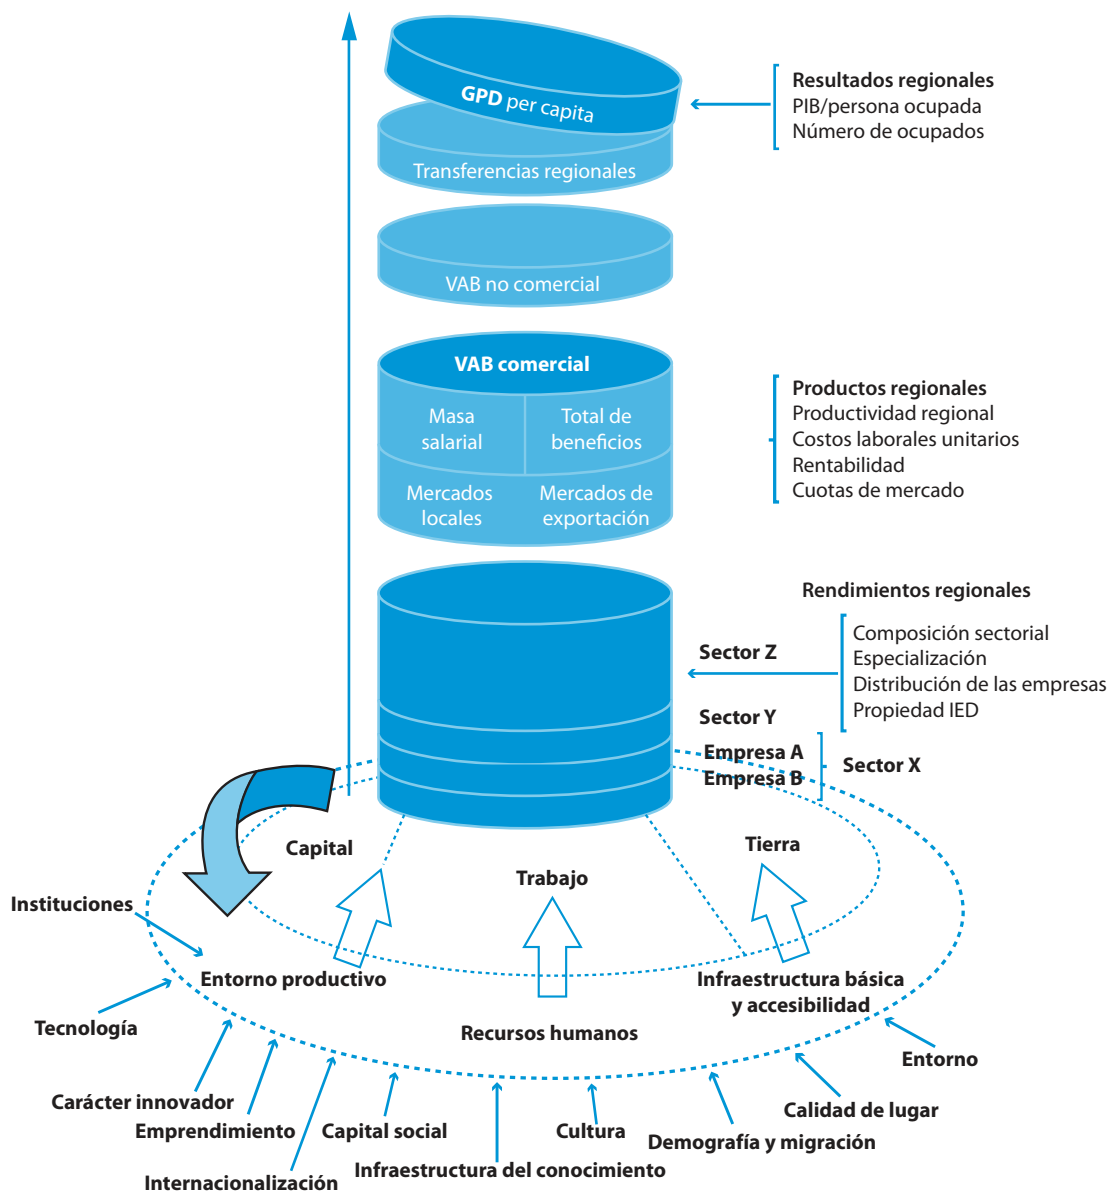 GPD per capita
Transferencias regionales
Resultados regionales
PIB/persona ocupada
Número de ocupados
VAB no comercial
VAB comercial
Masa
salarial
Total de
beneficios
Mercados
locales
Mercados de
exportación
Productos regionales
Productividad regional
Costos laborales unitarios
Rentabilidad
Cuotas de mercado
Rendimientos regionales
Composición sectorial
Especialización
Distribución de las empresas
Propiedad IED
Sector Z
Sector Y
Empresa A
Empresa B
Sector X
Capital
Trabajo
Tierra
Instituciones
Entorno productivo
Recursos humanos
Infraestructura básica
y accesibilidad
Tecnología
Carácter innovador
Emprendimiento
Internacionalización
Capital social
Infraestructura del conocimiento
Cultura
Demografía y migración
Calidad de lugar
Entorno